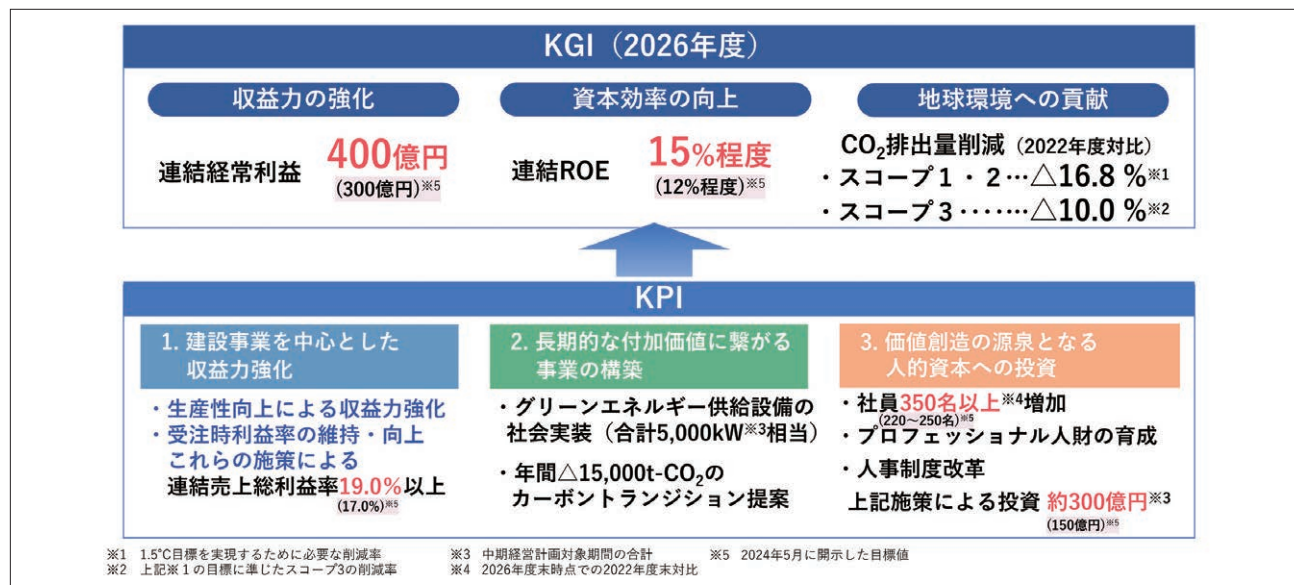 KGI（2026年度）
収益力の強化
連結経常利益 400億円
(300億円)※5
資本効率の向上
連結ROE 15%程度
(12%程度)※5
地球環境への貢献
CO₂排出量削減（2022年度対比）
・スコープ1・2…△16.8 %※1
・スコープ3‥‥…△10.0 %※2
KPI
1. 建設事業を中心とした
収益力強化
・生産性向上による収益力強化
・受注時利益率の維持・向上
これらの施策による
連結売上総利益率19.0%以上
(17.0%)※5
2. 長期的な付加価値に繋がる
事業の構築
・グリーンエネルギー供給設備の
社会実装（合計5,000kW※3相当）
・年間△15,000t-CO₂の
カーボントランジション提案
3. 価値創造の源泉となる
人的資本への投資
・社員350名以上※4増加
(220～250名)※5
・プロフェッショナル人財の育成
・人事制度改革
上記施策による投資 約300億円※3
(150億円)※5
※1 1.5℃目標を実現するために必要な削減率
※2 上記※1の目標に準じたスコープ3の削減率
※3 中期経営計画対象期間の合計
※4 2026年度末時点での2022年度末対比
※5 2024年5月に開示した目標値